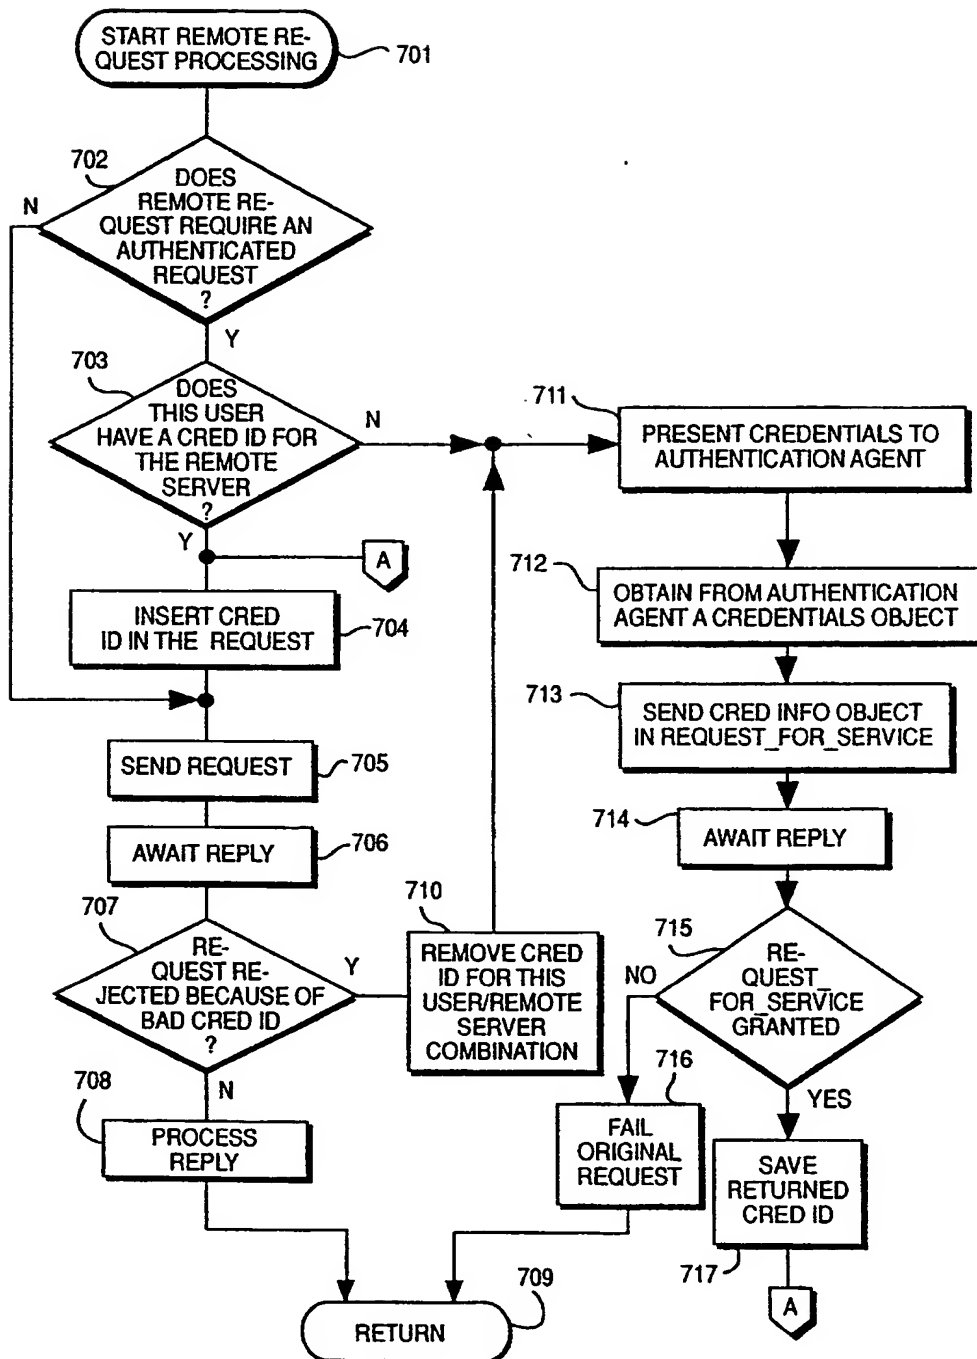 START REMOTE RE-
QUEST PROCESSING
701
702
DOES
REMOTE RE-
QUEST REQUIRE AN
AUTHENTICATED
REQUEST
?
N
Y
703
DOES
THIS USER
HAVE A CRED ID FOR
THE REMOTE
SERVER
?
N
Y
A
INSERT CRED
ID IN THE REQUEST
704
SEND REQUEST
705
AWAIT REPLY
706
707
RE-
QUEST RE-
JECTED BECAUSE OF
BAD CRED ID
?
Y
N
708
PROCESS
REPLY
710
REMOVE CRED
ID FOR THIS
USER/REMOTE
SERVER
COMBINATION
711
PRESENT CREDENTIALS TO
AUTHENTICATION AGENT
712
OBTAIN FROM AUTHENTICATION
AGENT A CREDENTIALS OBJECT
713
SEND CRED INFO OBJECT
IN REQUEST_FOR_SERVICE
714
AWAIT REPLY
715
RE-
QUEST_
FOR_SERVICE
GRANTED
NO
YES
716
FAIL
ORIGINAL
REQUEST
SAVE
RETURNED
CRED ID
717
A
709
RETURN